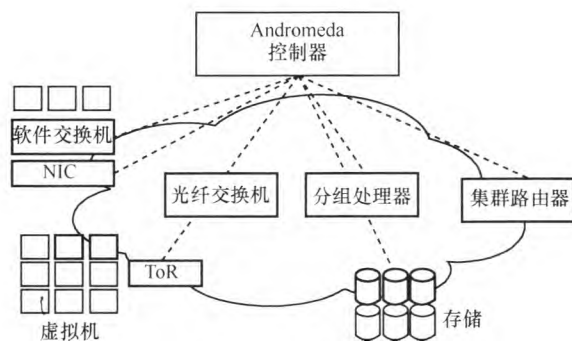 Andromeda
控制器
软件交换机
NIC
光纤交换机
分组处理器
集群路由器
ToR
虚拟机
存储